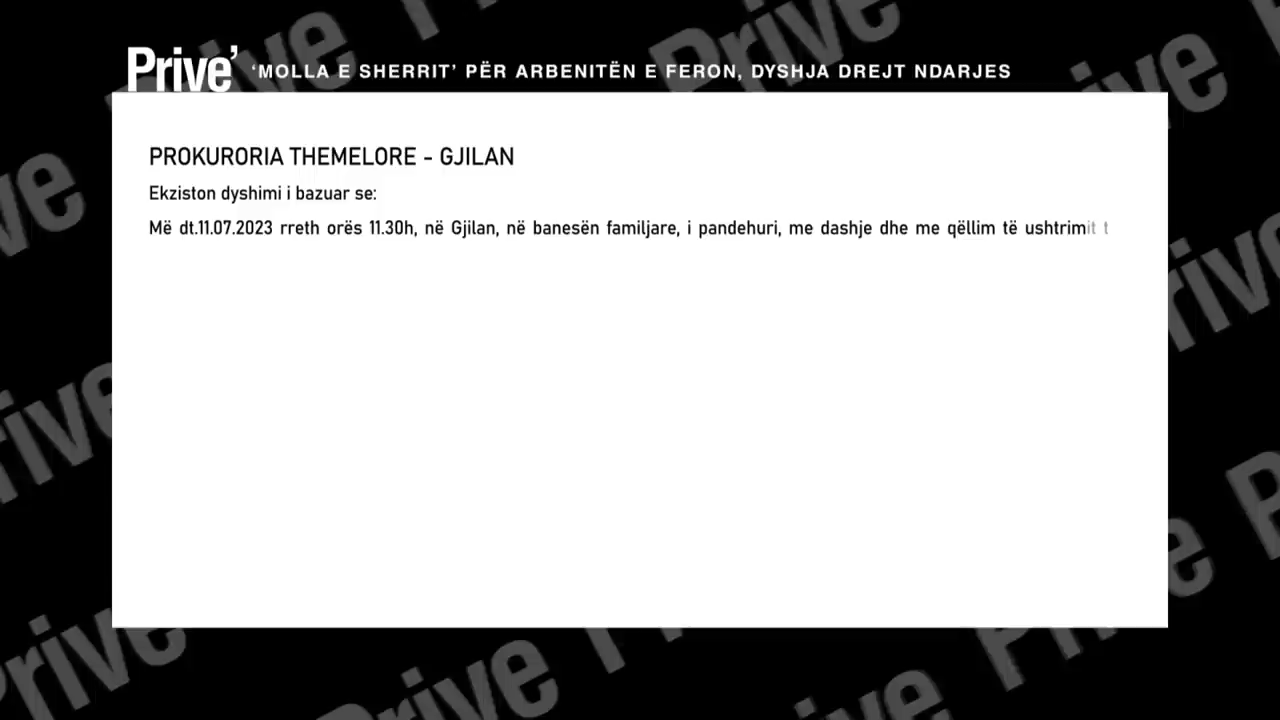 Prive’ ‘MOLLA E SHERRIT’ PËR ARBENITËN E FERON, DYSHJA DREJT NDARJES
PROKURORIA THEMELORE - GJILAN
Ekziston dyshimi i bazuar se:
Më dt.11.07.2023 rreth orës 11.30h, në Gjilan, në banesën familjare, i pandehuri, me dashje dhe me qëllim të ushtrimit t